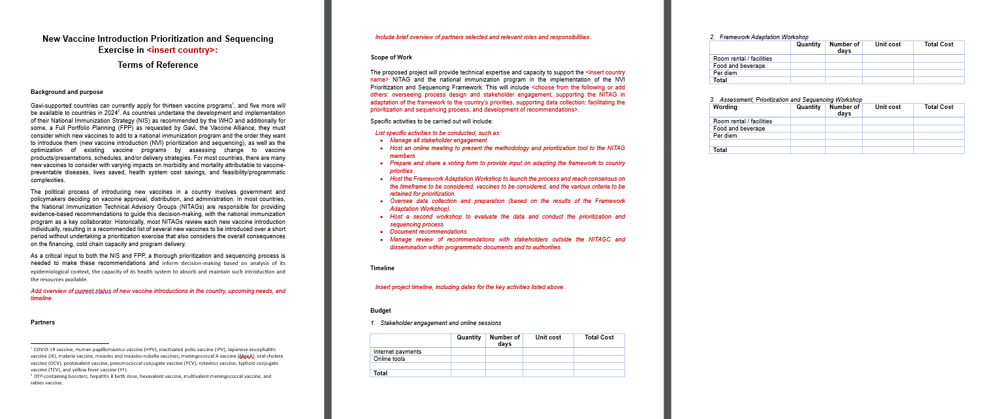 New Vaccine Introduction Prioritization and Sequencing
Exercise in <insert country>:
Terms of Reference
Background and purpose
Gavi-supported countries can currently apply for thirteen vaccine programs1, and five more will
be available to countries in 20242. As countries undertake the development and implementation
of their National Immunization Strategy (NIS) as recommended by the WHO and additionally for
some, a Full Portfolio Planning (FPP) as requested by Gavi, the Vaccine Alliance, they must
consider which new vaccines to add to a national immunization program and the order they want
to introduce them (new vaccine introduction (NVI) prioritization and sequencing), as well as the
optimization of existing vaccine programs by assessing change to vaccine
products/presentations, schedules, and/or delivery strategies. For most countries, there are many
new vaccines to consider with varying impacts on morbidity and mortality attributable to vaccine-
preventable diseases, lives saved, health system cost savings, and feasibility/programmatic
complexities.
The political process of introducing new vaccines in a country involves government and
policymakers deciding on vaccine approval, distribution, and administration. In most countries,
the National Immunization Technical Advisory Groups (NITAGs) are responsible for providing
evidence-based recommendations to guide this decision-making, with the national immunization
program as a key collaborator. Historically, most NITAGs review each new vaccine introduction
individually, resulting in a recommended list of several new vaccines to be introduced over a short
period without undertaking a prioritization exercise that also considers the overall consequences
on the financing, cold chain capacity and program delivery.
As a critical input to both the NIS and FPP, a thorough prioritization and sequencing process is
needed to make these recommendations and inform decision-making based on analysis of its
epidemiological context, the capacity of its health system to absorb and maintain such introduction and
the resources available.
Add overview of current status of new vaccine introductions in the country, upcoming needs, and
timeline.
Partners
1 COVID-19 vaccine, Human papillomavirus vaccine (HPV), inactivated polio vaccine (IPV), Japanese encephalitis
vaccine (JE), malaria vaccine, measles and measles-rubella vaccines, meningococcal A vaccine (MenA), oral cholera
vaccine (OCV), pentavalent vaccine, pneumococcal conjugate vaccine (PCV), rotavirus vaccine, typhoid conjugate
vaccine (TCV), and yellow fever vaccine (YF).
2 DTP-containing boosters, hepatitis B birth dose, hexavalent vaccine, multivalent meningococcal vaccine, and
rabies vaccine.
Include brief overview of partners selected and relevant roles and responsibilities.
Scope of Work
The proposed project will provide technical expertise and capacity to support the <insert country
name> NITAG and the national immunization program in the implementation of the NVI
Prioritization and Sequencing Framework. This will include <choose from the following or add
others: overseeing process design and stakeholder engagement, supporting the NITAG in
adaptation of the framework to the country's priorities, supporting data collection; facilitating the
prioritization and sequencing process, and development of recommendations>.
Specific activities to be carried out will include:
List specific activities to be conducted, such as:
• Manage all stakeholder engagement.
• Host an online meeting to present the methodology and prioritization tool to the NITAG
members.
• Prepare and share a voting form to provide input on adapting the framework to country
priorities.
• Host the Framework Adaptation Workshop to launch the process and reach consensus on
the timeframe to be considered, vaccines to be considered, and the various criteria to be
retained for prioritization.
• Oversee data collection and preparation (based on the results of the Framework
Adaptation Workshop).
• Host a second workshop to evaluate the data and conduct the prioritization and
sequencing process.
• Document recommendations.
• Manage review of recommendations with stakeholders outside the NITAGC and
dissemination within programmatic documents and to authorities.
Timeline
Insert project timeline, including dates for the key activities listed above.
Budget
1. Stakeholder engagement and online sessions
Quantity Number of days Unit cost Total Cost
Internet payments
Online tools
Total
2. Framework Adaptation Workshop
Quantity Number of days Unit cost Total Cost
Room rental / facilities
Food and beverage
Per diem
Total
3. Assessment, Prioritization and Sequencing Workshop
Wording Quantity Number of days Unit cost Total Cost
Room rental / facilities
Food and beverage
Per diem
Total